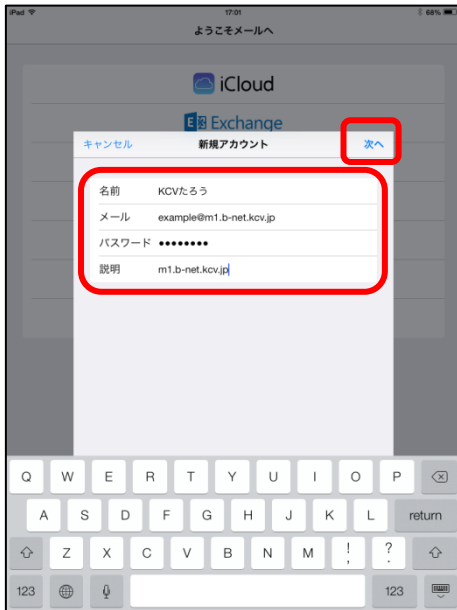 iPad 17:01 68%
ようこそメールへ
iCloud
E Exchange
キャンセル 新規アカウント 次へ
名前 KCVたろう
メール example@m1.b-net.kcv.jp
パスワード ●●●●●●●●
説明 m1.b-net.kcv.jp
Q W E R T Y U I O P
A S D F G H J K L return
Z X C V B N M ! , ? .
123 123